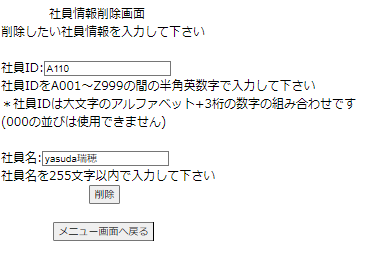 社員情報削除画面
削除したい社員情報を入力して下さい
社員ID:A110
社員IDをA001～Z999の間の半角英数字で入力して下さい
＊社員IDは大文字のアルファベット+3桁の数字の組み合わせです
(000の並びは使用できません)
社員名:yasuda瑞穂
社員名を255文字以内で入力して下さい
削除
メニュー画面へ戻る